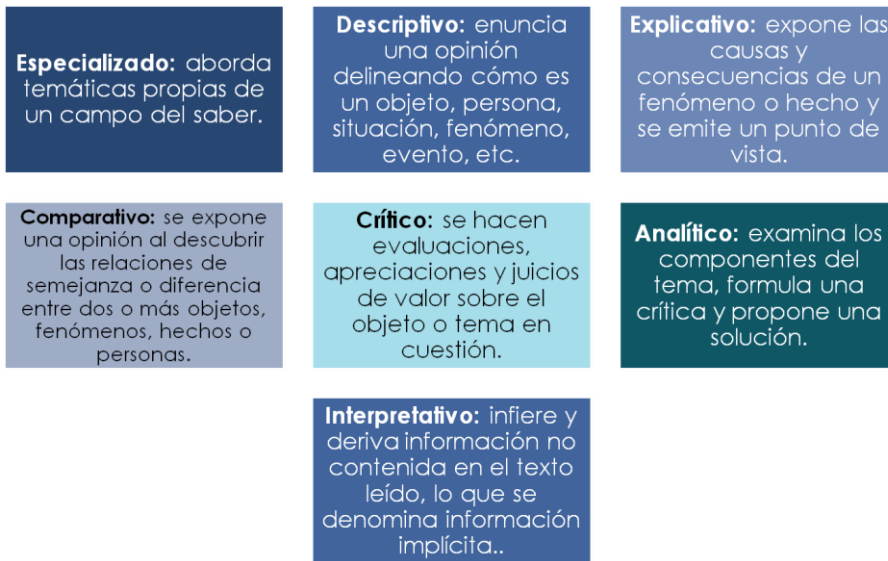 Especializado: aborda
temáticas propias de
un campo del saber.
Descriptivo: enuncia
una opinión
delineando cómo es
un objeto, persona,
situación, fenómeno,
evento, etc.
Explicativo: expone las
causas y
consecuencias de un
fenómeno o hecho y
se emite un punto de
vista.
Comparativo: se expone
una opinión al descubrir
las relaciones de
semejanza o diferencia
entre dos o más objetos,
fenómenos, hechos o
personas.
Crítico: se hacen
evaluaciones,
apreciaciones y juicios
de valor sobre el
objeto o tema en
cuestión.
Analítico: examina los
componentes del
tema, formula una
crítica y propone una
solución.
Interpretativo: infiere y
deriva información no
contenida en el texto
leído, lo que se
denomina información
implícita..